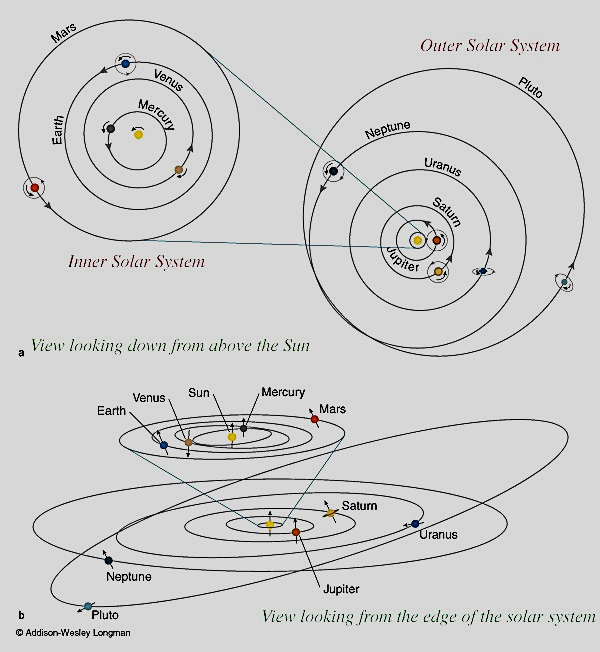 Mars
Outer Solar System
Venus
Mercury
Earth
Pluto
Neptune
Uranus
Saturn
Jupiter
Inner Solar System
a View looking down from above the Sun
Sun
Mercury
Venus
Earth
Mars
Saturn
Uranus
Neptune
Jupiter
Pluto
b View looking from the edge of the solar system
© Addison-Wesley Longman